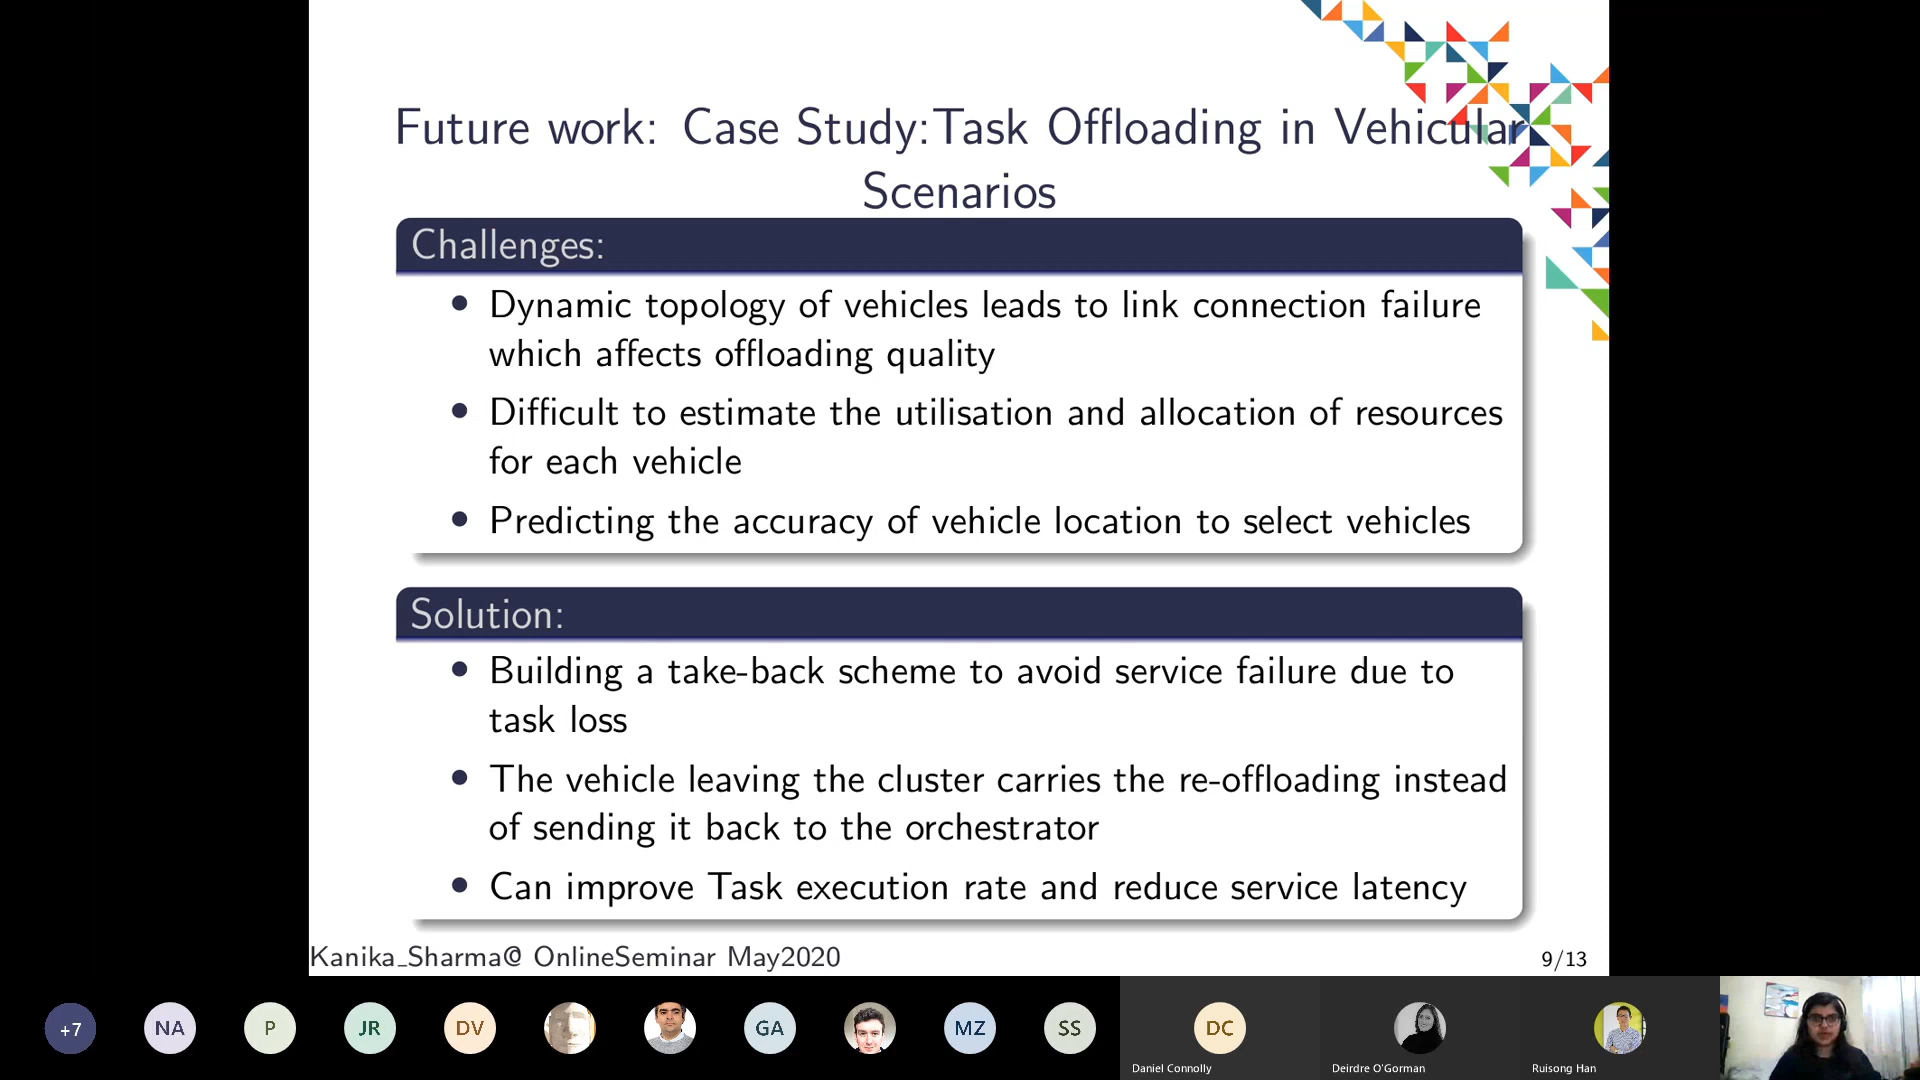 Future work: Case Study:Task Offloading in Vehicular
Scenarios
Challenges:
• Dynamic topology of vehicles leads to link connection failure
which affects offloading quality
• Difficult to estimate the utilisation and allocation of resources
for each vehicle
• Predicting the accuracy of vehicle location to select vehicles
Solution:
• Building a take-back scheme to avoid service failure due to
task loss
• The vehicle leaving the cluster carries the re-offloading instead
of sending it back to the orchestrator
• Can improve Task execution rate and reduce service latency
Kanika_Sharma@ OnlineSeminar May2020
9/13
+7
NA
P
JR
DV
GA
MZ
SS
DC
Daniel Connolly
Deirdre O'Gorman
Ruisong Han